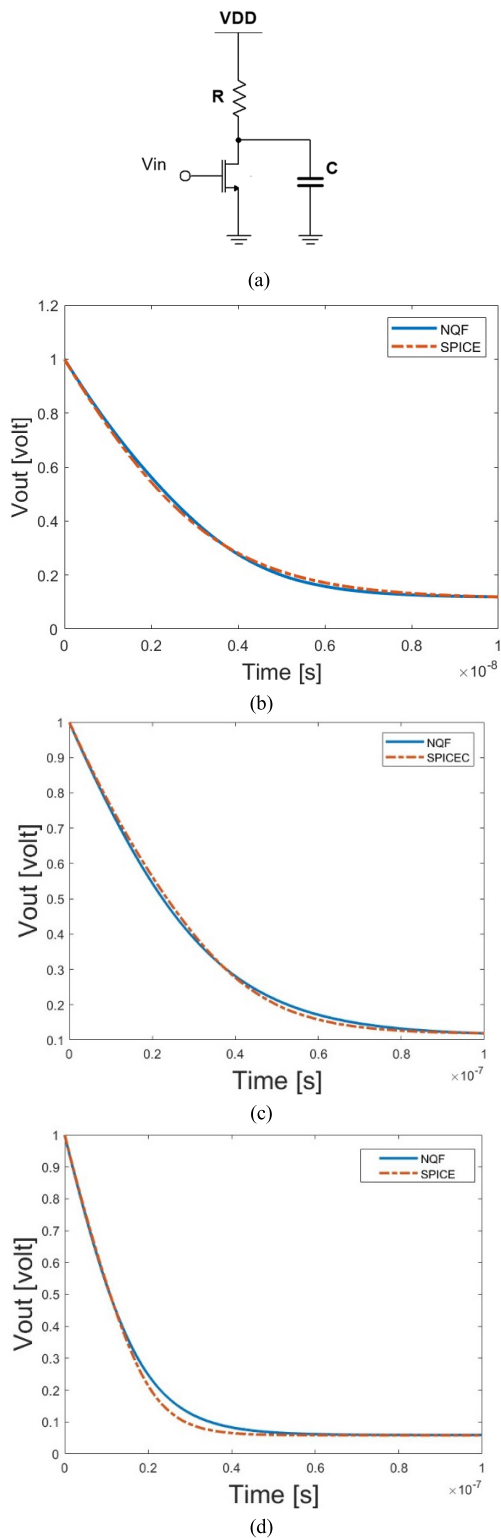 VDD
R
Vin
C
(a)
1.2
NQF
SPICE
1
0.8
0.6
0.4
0.2
0
Vout [volt]
0 0.2 0.4 0.6 0.8 1
Time [s]
×10-8
(b)
1
NQF
SPICEC
0.9
0.8
0.7
0.6
0.5
0.4
0.3
0.2
0.1
Vout [volt]
0 0.2 0.4 0.6 0.8 1
Time [s]
×10-7
(c)
1
NQF
SPICE
0.9
0.8
0.7
0.6
0.5
0.4
0.3
0.2
0.1
0
Vout [volt]
0 0.2 0.4 0.6 0.8 1
Time [s]
×10-7
(d)